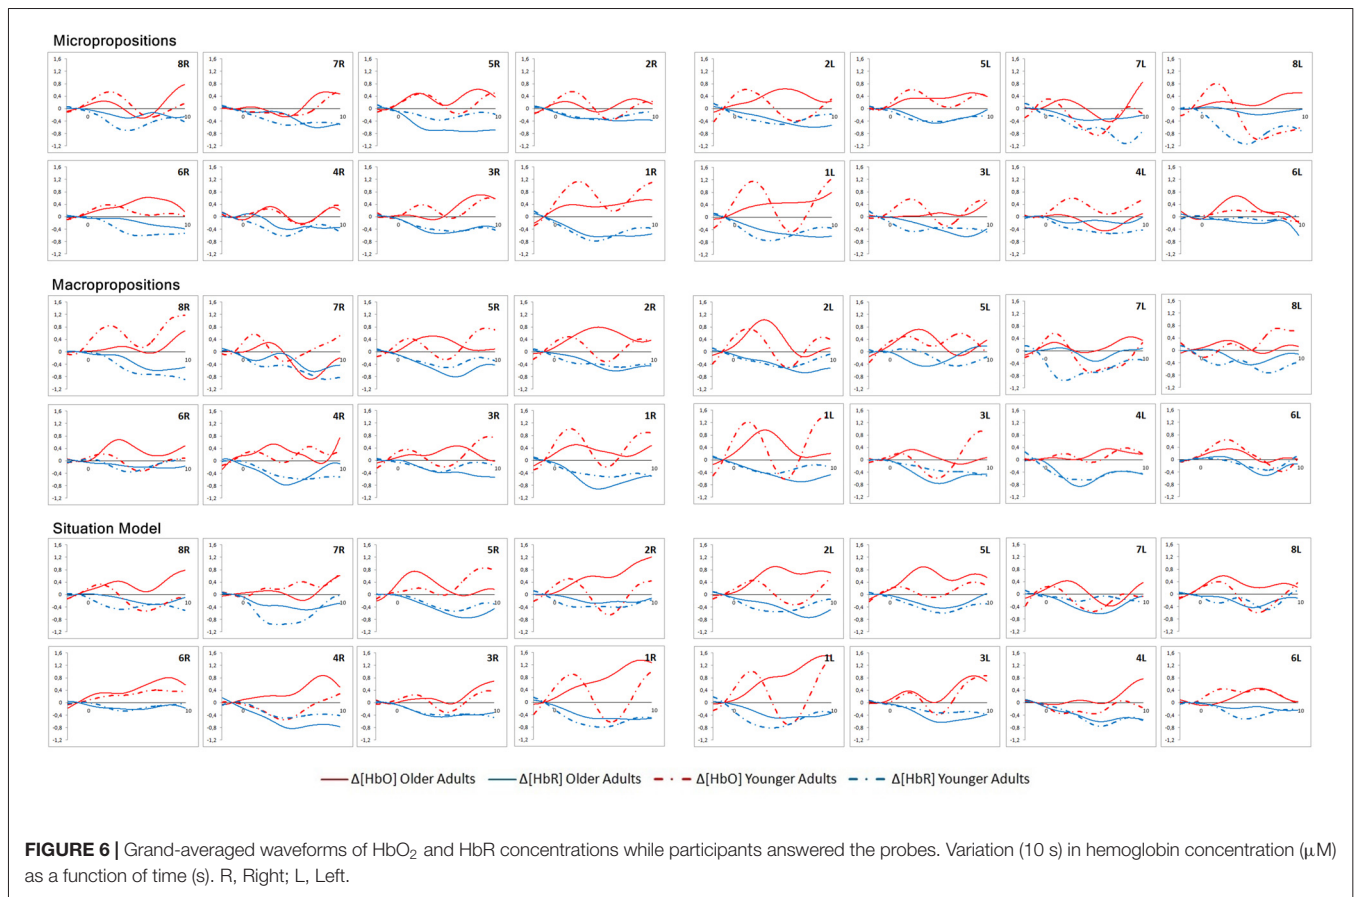 Micropropositions
8R 7R 5R 2R 2L 5L 7L 8L
6R 4R 3R 1R 1L 3L 4L 6L
Macropropositions
8R 7R 5R 2R 2L 5L 7L 8L
6R 4R 3R 1R 1L 3L 4L 6L
Situation Model
8R 7R 5R 2R 2L 5L 7L 8L
6R 4R 3R 1R 1L 3L 4L 6L
Δ[HbO] Older Adults Δ[HbR] Older Adults Δ[HbO] Younger Adults Δ[HbR] Younger Adults
FIGURE 6 | Grand-averaged waveforms of HbO₂ and HbR concentrations while participants answered the probes. Variation (10 s) in hemoglobin concentration (μM)
as a function of time (s). R, Right; L, Left.